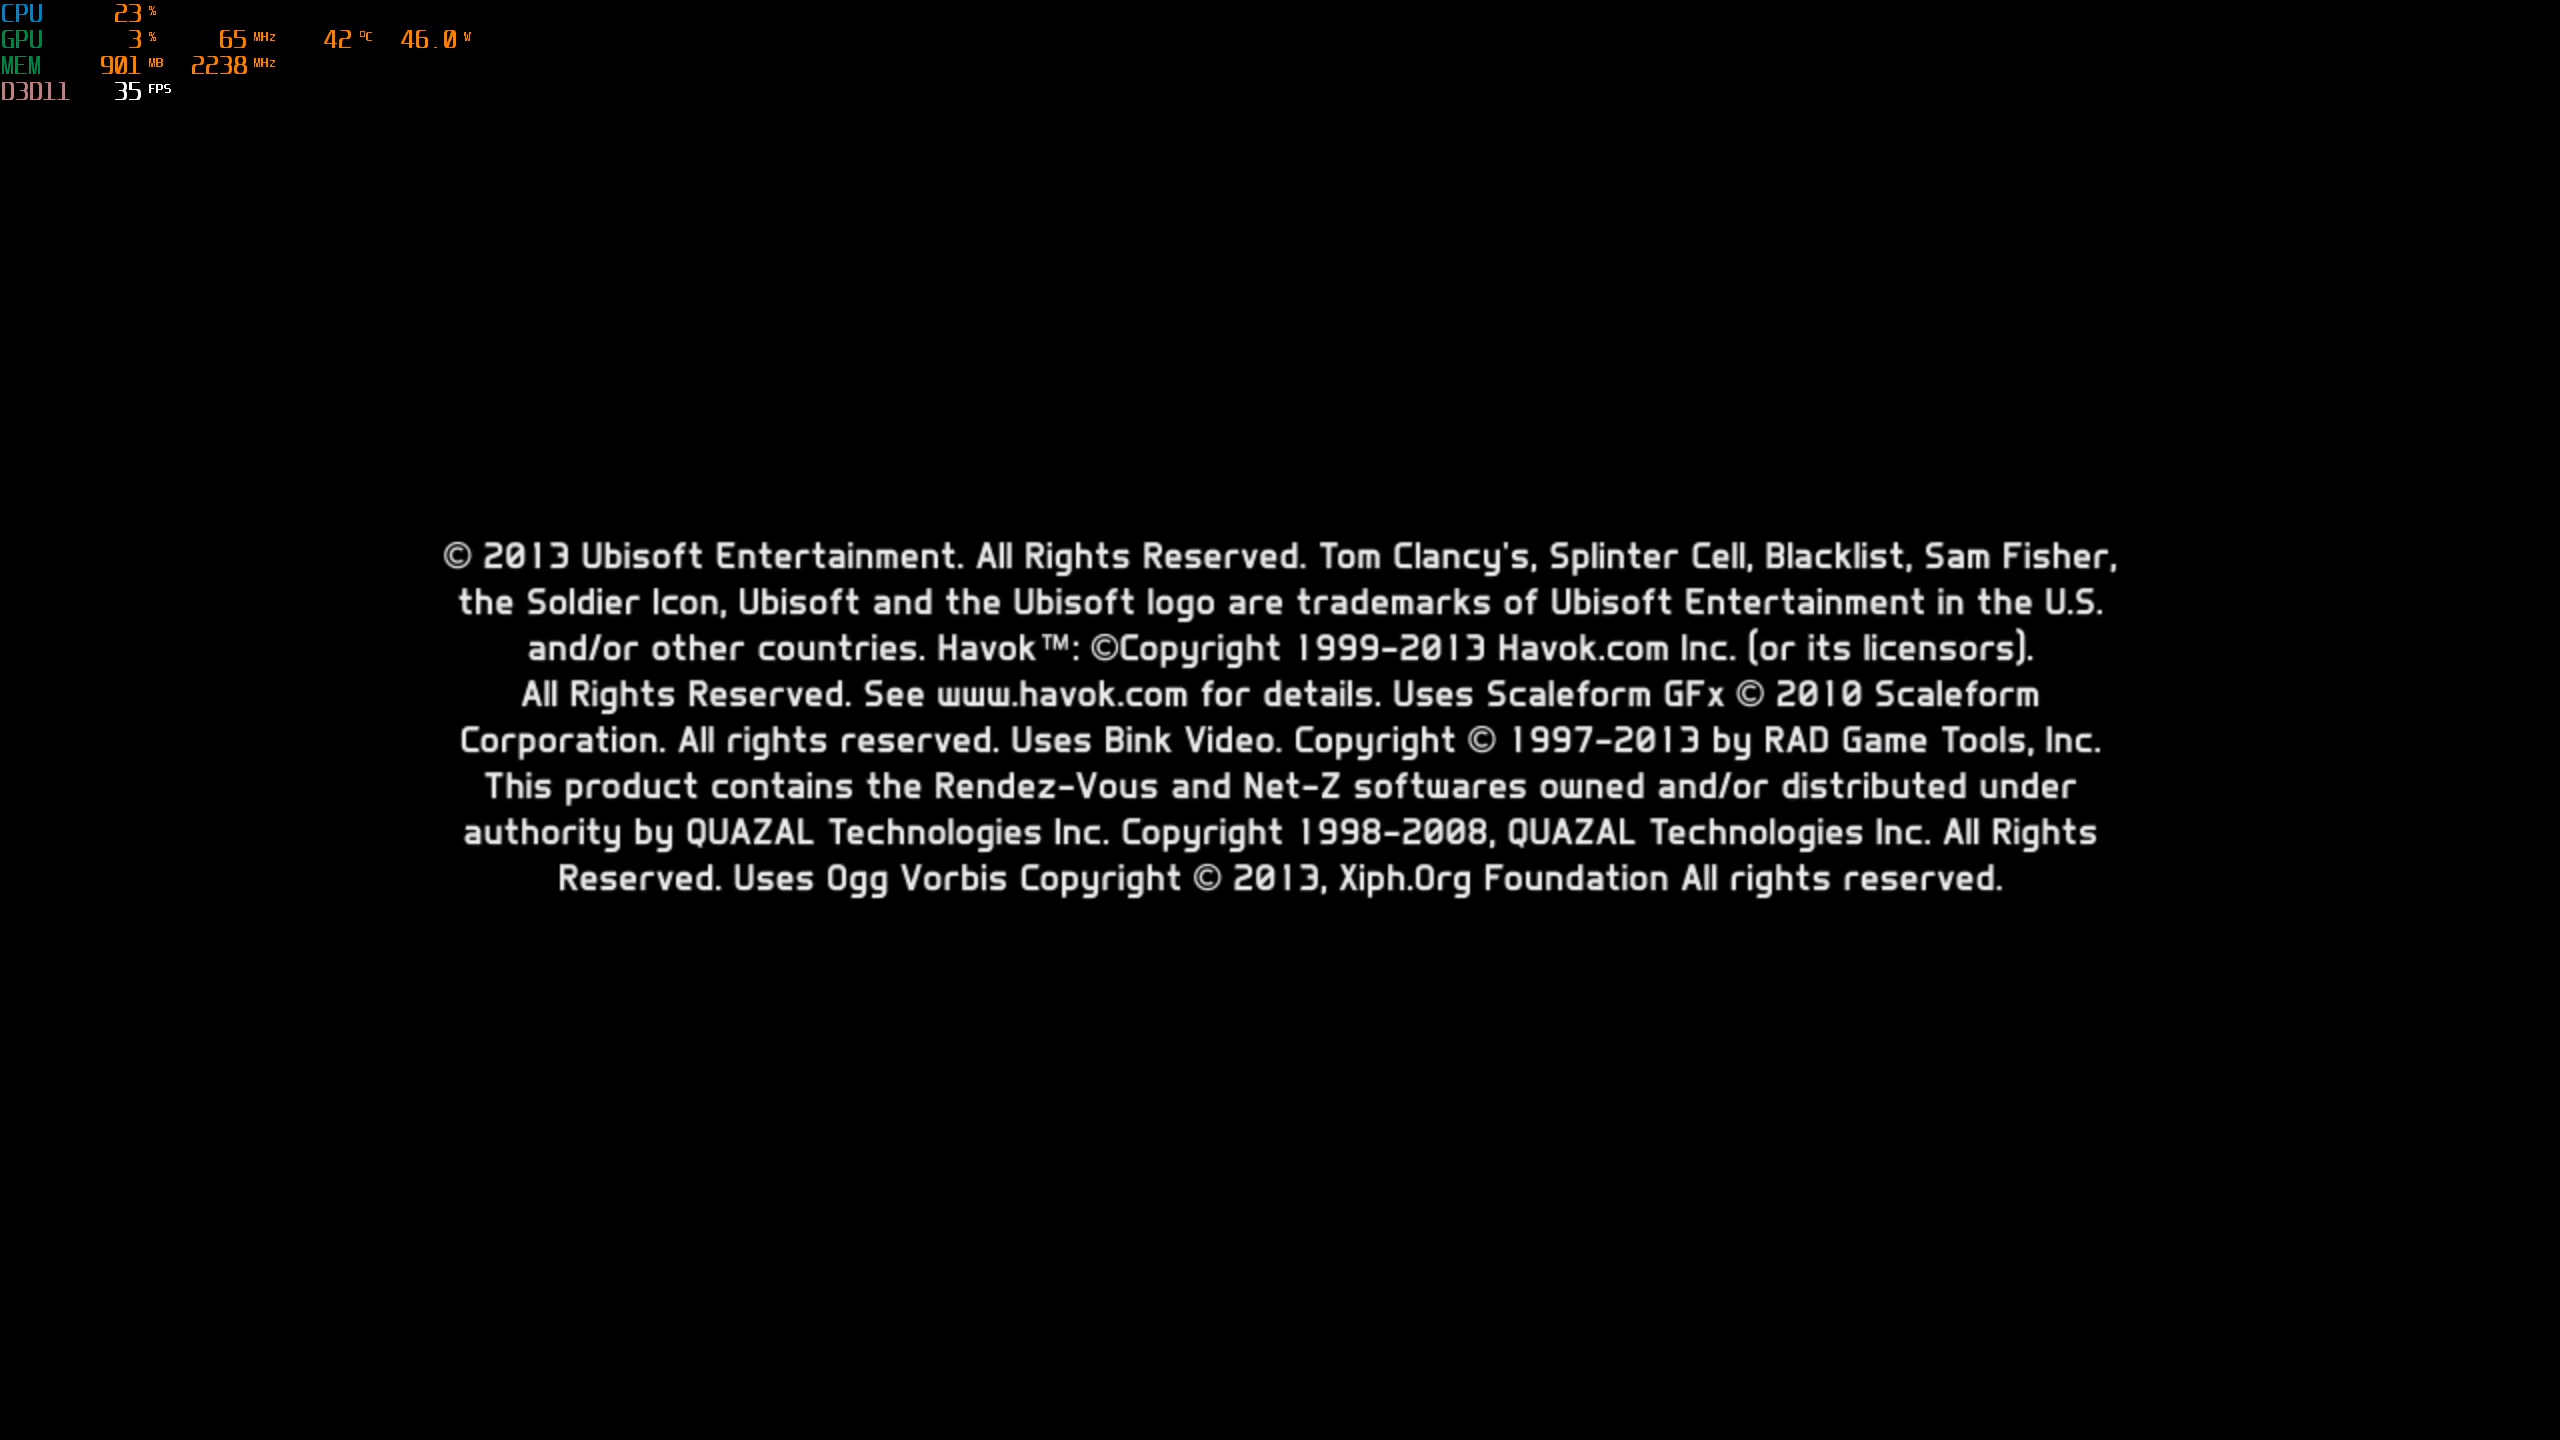 CPU 23 %
GPU 3 % 65 MHz 42 °C 46.0 W
MEM 901 MB 2238 MHz
D3D11 35 FPS
© 2013 Ubisoft Entertainment. All Rights Reserved. Tom Clancy's, Splinter Cell, Blacklist, Sam Fisher,
the Soldier Icon, Ubisoft and the Ubisoft logo are trademarks of Ubisoft Entertainment in the U.S.
and/or other countries. Havok™: ©Copyright 1999-2013 Havok.com Inc. (or its licensors).
All Rights Reserved. See www.havok.com for details. Uses Scaleform GFx © 2010 Scaleform
Corporation. All rights reserved. Uses Bink Video. Copyright © 1997-2013 by RAD Game Tools, Inc.
This product contains the Rendez-Vous and Net-Z softwares owned and/or distributed under
authority by QUAZAL Technologies Inc. Copyright 1998-2008, QUAZAL Technologies Inc. All Rights
Reserved. Uses Ogg Vorbis Copyright © 2013, Xiph.Org Foundation All rights reserved.